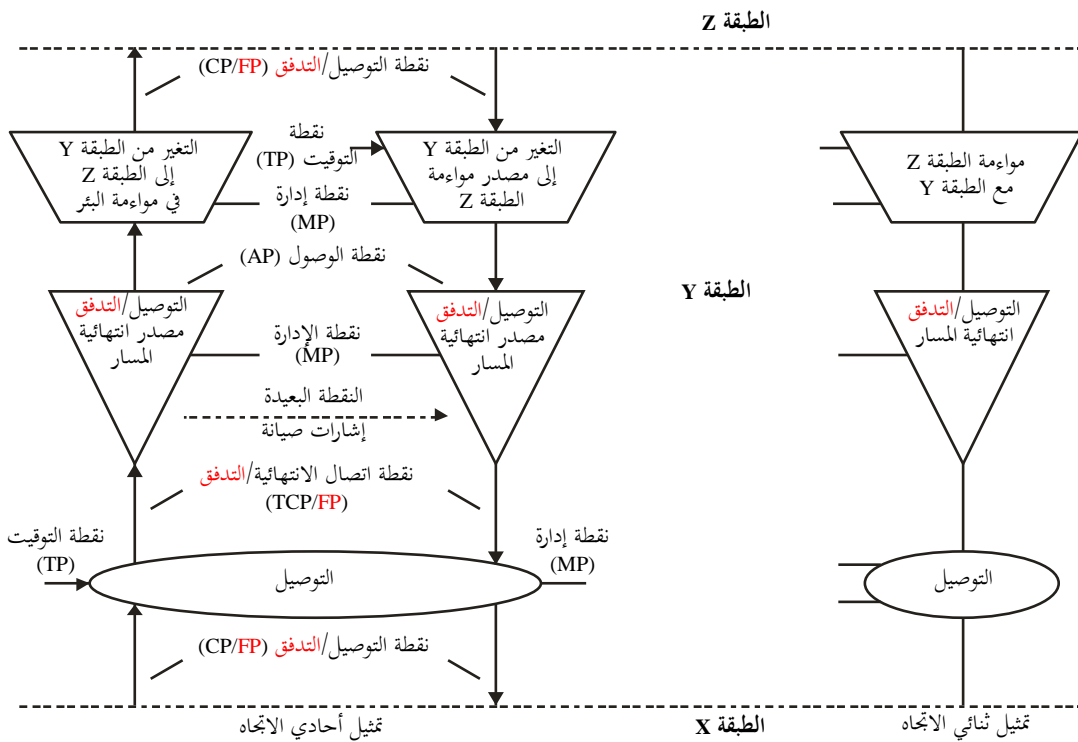 الطبقة Z
نقطة التوصيل/التدفق (CP/FP)
التغير من الطبقة Y
إلى الطبقة Z
في مواءمة البئر
نقطة
التوقيت (TP)
التغير من الطبقة Y
إلى مصدر مواءمة
الطبقة Z
مواءمة الطبقة Z
مع الطبقة Y
نقطة إدارة
(MP)
نقطة الوصول (AP)
الطبقة Y
التوصيل/التدفق
مصدر انتهائية
المسار
نقطة الإدارة
(MP)
التوصيل/التدفق
مصدر انتهائية
المسار
التوصيل/التدفق
انتهائية المسار
النقطة البعيدة
إشارات صيانة
نقطة اتصال الانتهائية/التدفق
(TCP/FP)
نقطة التوقيت
(TP)
نقطة إدارة
(MP)
التوصيل
التوصيل
نقطة التوصيل/التدفق (CP/FP)
تمثيل أحادي الاتجاه
الطبقة X
تمثيل ثنائي الاتجاه